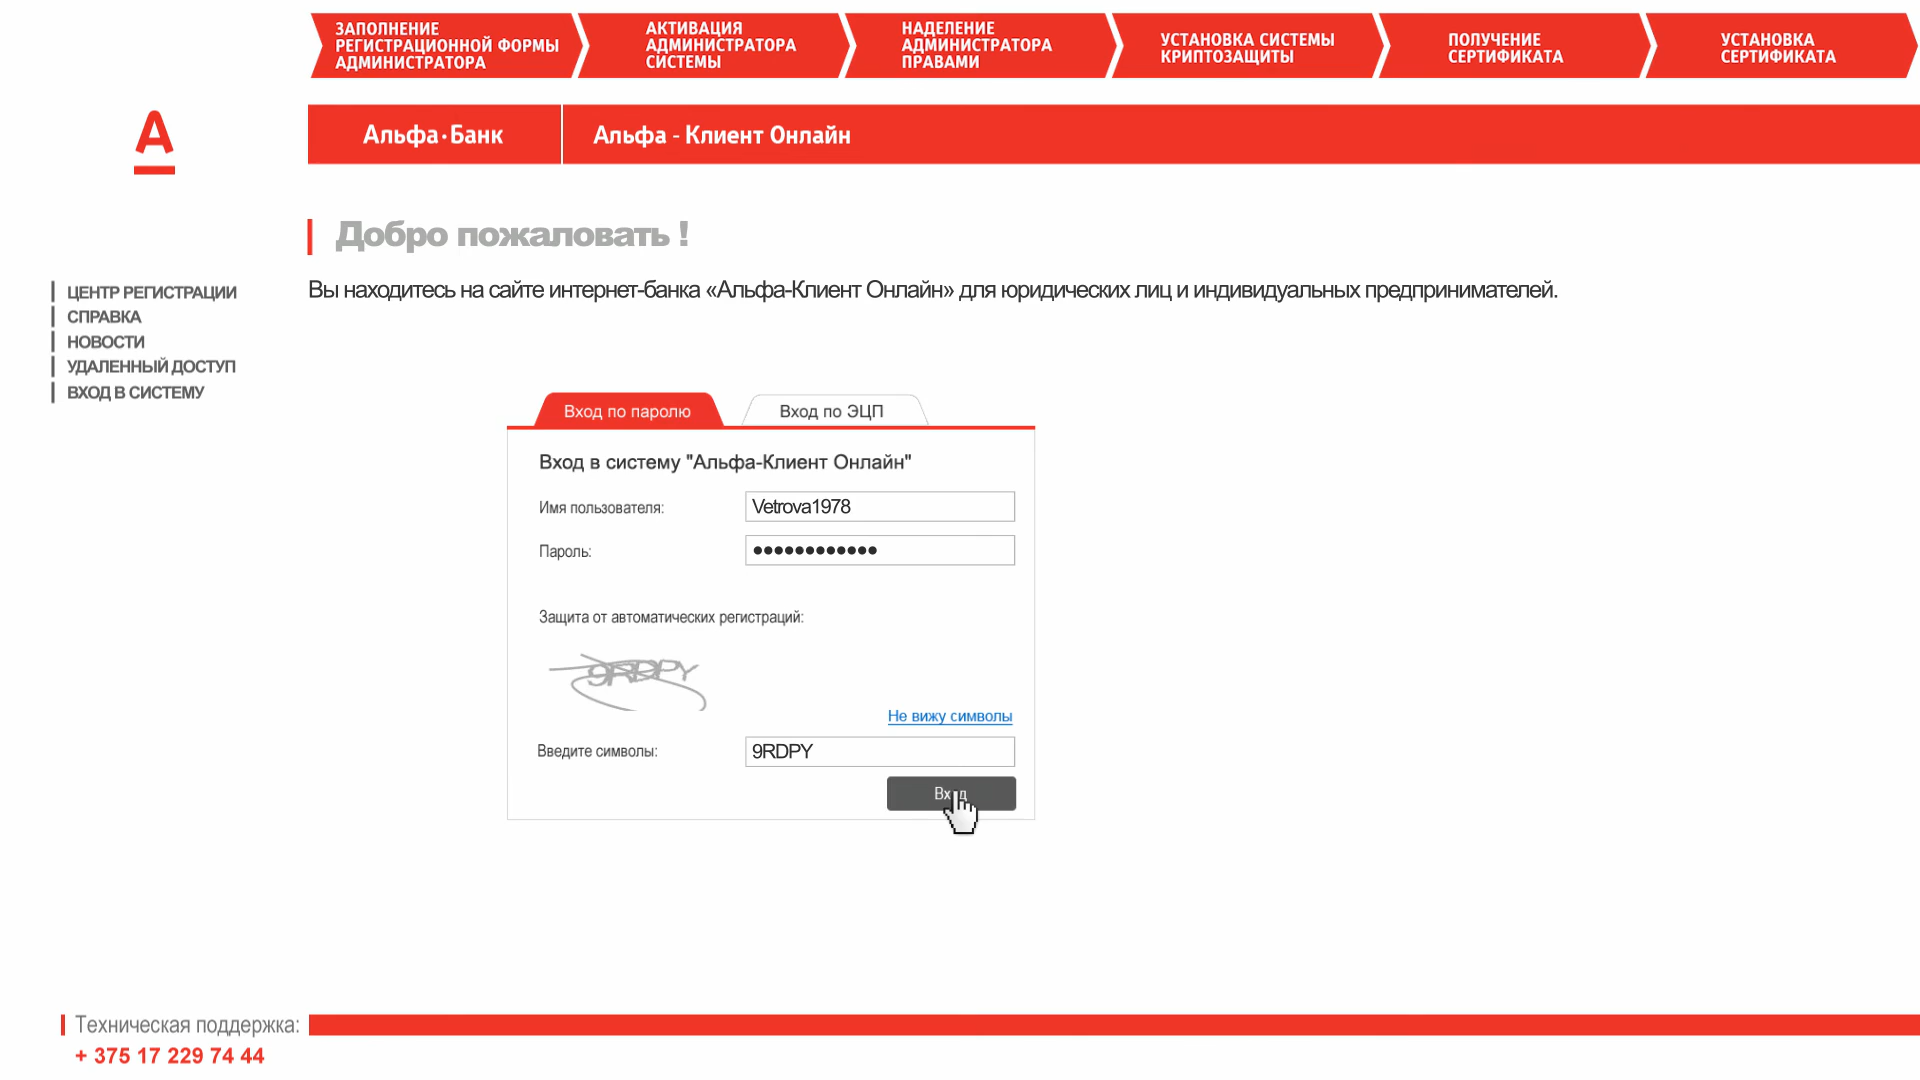 ЗАПОЛНЕНИЕ
РЕГИСТРАЦИОННОЙ ФОРМЫ
АДМИНИСТРАТОРА
АКТИВАЦИЯ
АДМИНИСТРАТОРА
СИСТЕМЫ
НАДЕЛЕНИЕ
АДМИНИСТРАТОРА
ПРАВАМИ
УСТАНОВКА СИСТЕМЫ
КРИПТОЗАЩИТЫ
ПОЛУЧЕНИЕ
СЕРТИФИКАТА
УСТАНОВКА
СЕРТИФИКАТА
А
Альфа·Банк
Альфа - Клиент Онлайн
Добро пожаловать !
Вы находитесь на сайте интернет-банка «Альфа-Клиент Онлайн» для юридических лиц и индивидуальных предпринимателей.
ЦЕНТР РЕГИСТРАЦИИ
СПРАВКА
НОВОСТИ
УДАЛЕННЫЙ ДОСТУП
ВХОД В СИСТЕМУ
Вход по паролю
Вход по ЭЦП
Вход в систему "Альфа-Клиент Онлайн"
Имя пользователя: Vetrova1978
Пароль: ●●●●●●●●●●●●
Защита от автоматических регистраций:
9RDPY
Не вижу символы
Введите символы: 9RDPY
Вход
Техническая поддержка:
+ 375 17 229 74 44